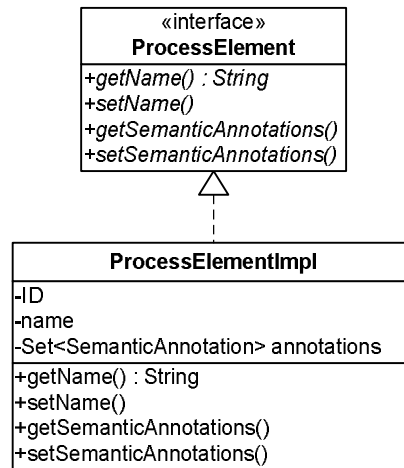 «interface»
ProcessElement
+getName() : String
+setName()
+getSemanticAnnotations()
+setSemanticAnnotations()
ProcessElementImpl
-ID
-name
-Set<SemanticAnnotation> annotations
+getName() : String
+setName()
+getSemanticAnnotations()
+setSemanticAnnotations()